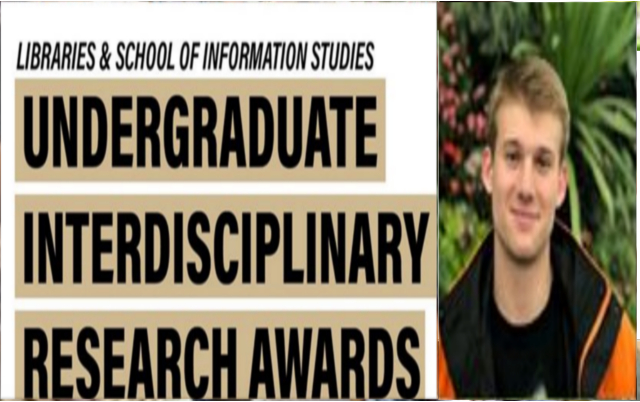 LIBRARIES & SCHOOL OF INFORMATION STUDIES
UNDERGRADUATE
INTERDISCIPLINARY
RESEARCH AWARDS